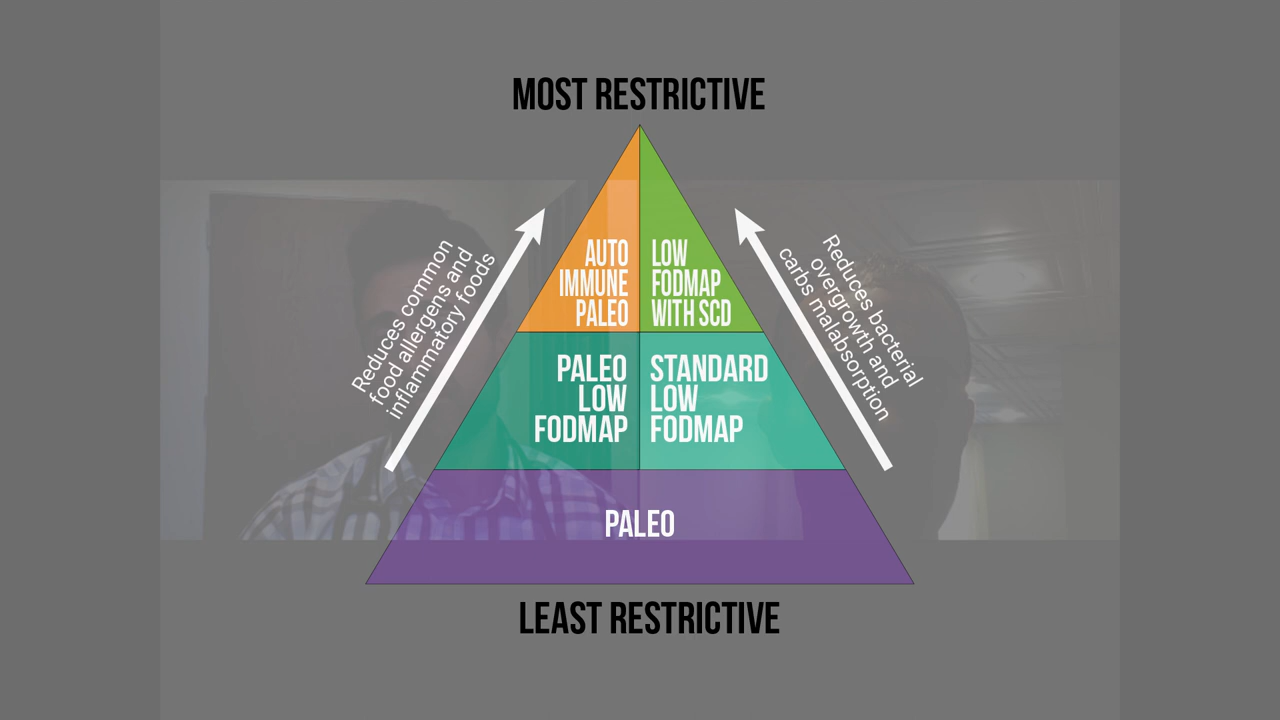 MOST RESTRICTIVE
Reduces common
food allergens and
inflammatory foods
Reduces bacterial
overgrowth and
carbs malabsorption
AUTO
IMMUNE
PALEO
LOW
FODMAP
WITH SCD
PALEO
LOW
FODMAP
STANDARD
LOW
FODMAP
PALEO
LEAST RESTRICTIVE